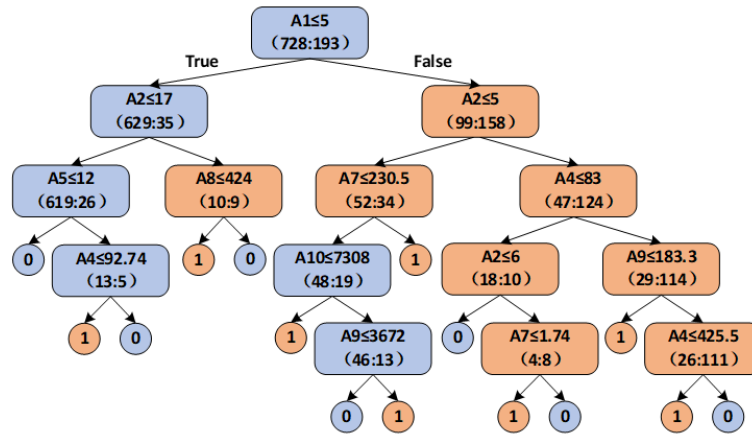 A1≤5
（728:193）
True
False
A2≤17
（629:35）
A2≤5
（99:158）
A5≤12
（619:26）
A8≤424
（10:9）
A7≤230.5
（52:34）
A4≤83
（47:124）
0
A4≤92.74
（13:5）
1
0
A10≤7308
（48:19）
1
A2≤6
（18:10）
A9≤183.3
（29:114）
1
0
1
A9≤3672
（46:13）
0
A7≤1.74
（4:8）
1
A4≤425.5
（26:111）
0
1
1
0
1
0